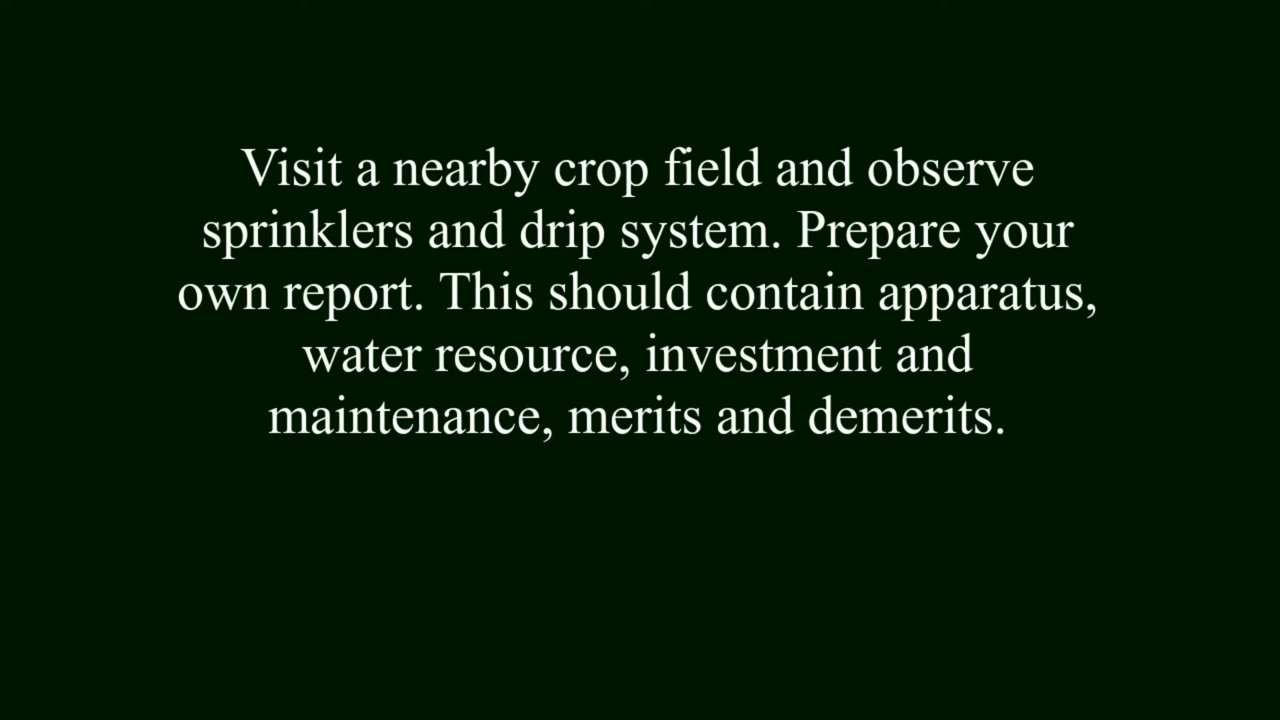 Visit a nearby crop field and observe
sprinklers and drip system. Prepare your
own report. This should contain apparatus,
water resource, investment and
maintenance, merits and demerits.